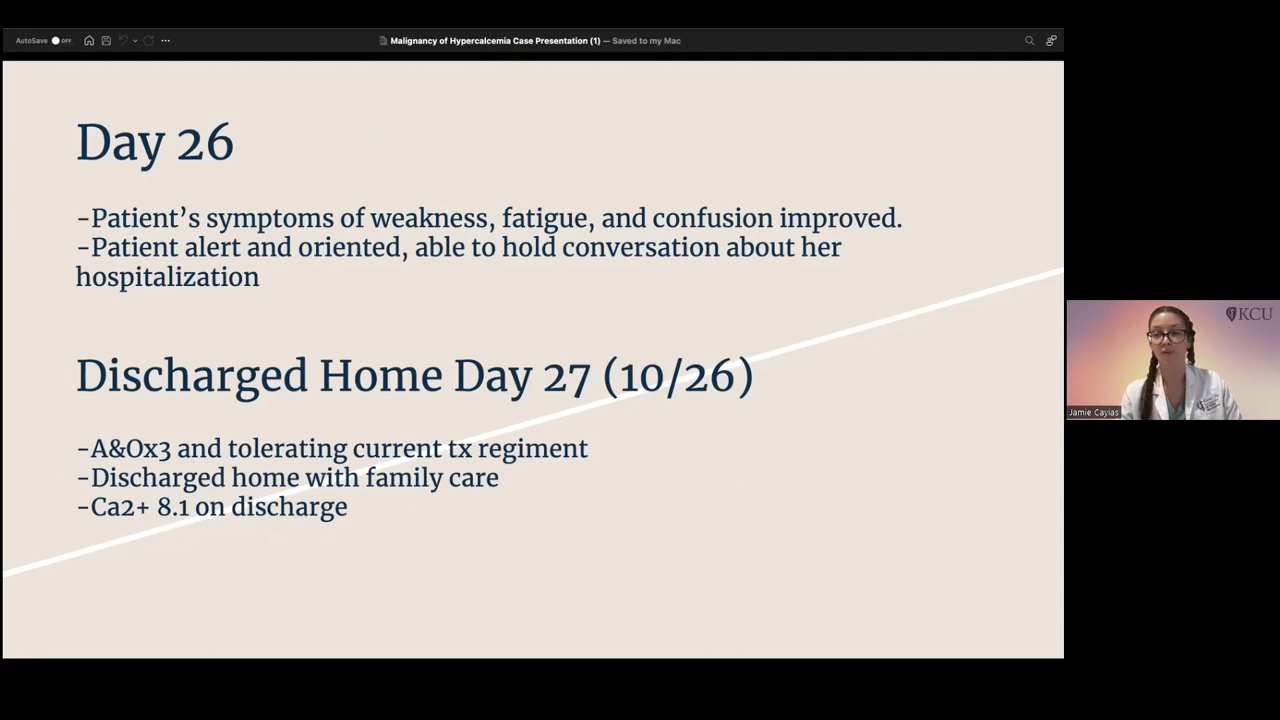 AutoSave OFF
Malignancy of Hypercalcemia Case Presentation (1) — Saved to my Mac
Day 26
-Patient’s symptoms of weakness, fatigue, and confusion improved.
-Patient alert and oriented, able to hold conversation about her
hospitalization
Discharged Home Day 27 (10/26)
-A&Ox3 and tolerating current tx regiment
-Discharged home with family care
-Ca2+ 8.1 on discharge
KCU
Jamie Cayias